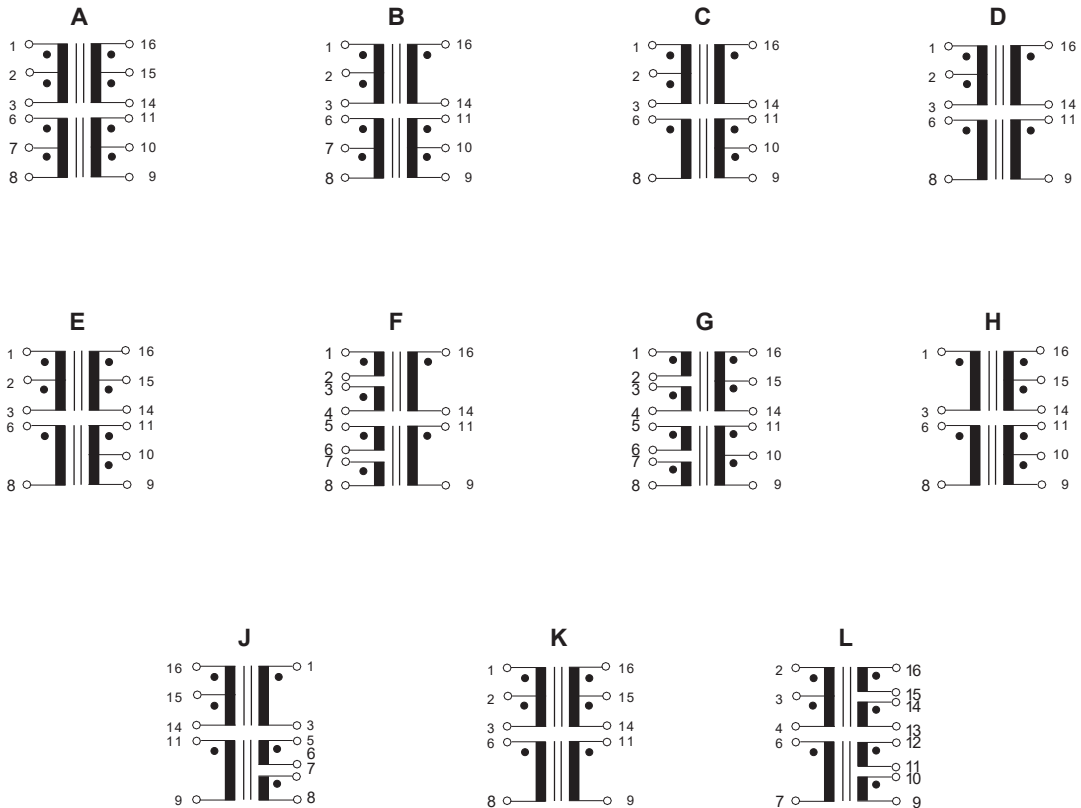 A B C D
1 16 1 16 1 16 1 16
2 15 2 2 2
3 14 3 14 3 14 3 14
6 11 6 11 6 11 6 11
7 10 7 10 10
8 9 8 9 8 9 8 9
E F G H
1 16 1 16 1 16 1 16
2 15 2 2 15 15
3 3
3 14 4 14 4 14 3 14
6 11 5 11 5 11 6 11
10 6 6 10 10
7 7
8 9 8 9 8 9 8 9
J K L
16 1 1 16 2 16
15 2 15 3 15
14
14 3 3 14 4 13
11 5 6 11 6 12
6
7 11
10
9 8 8 9 7 9